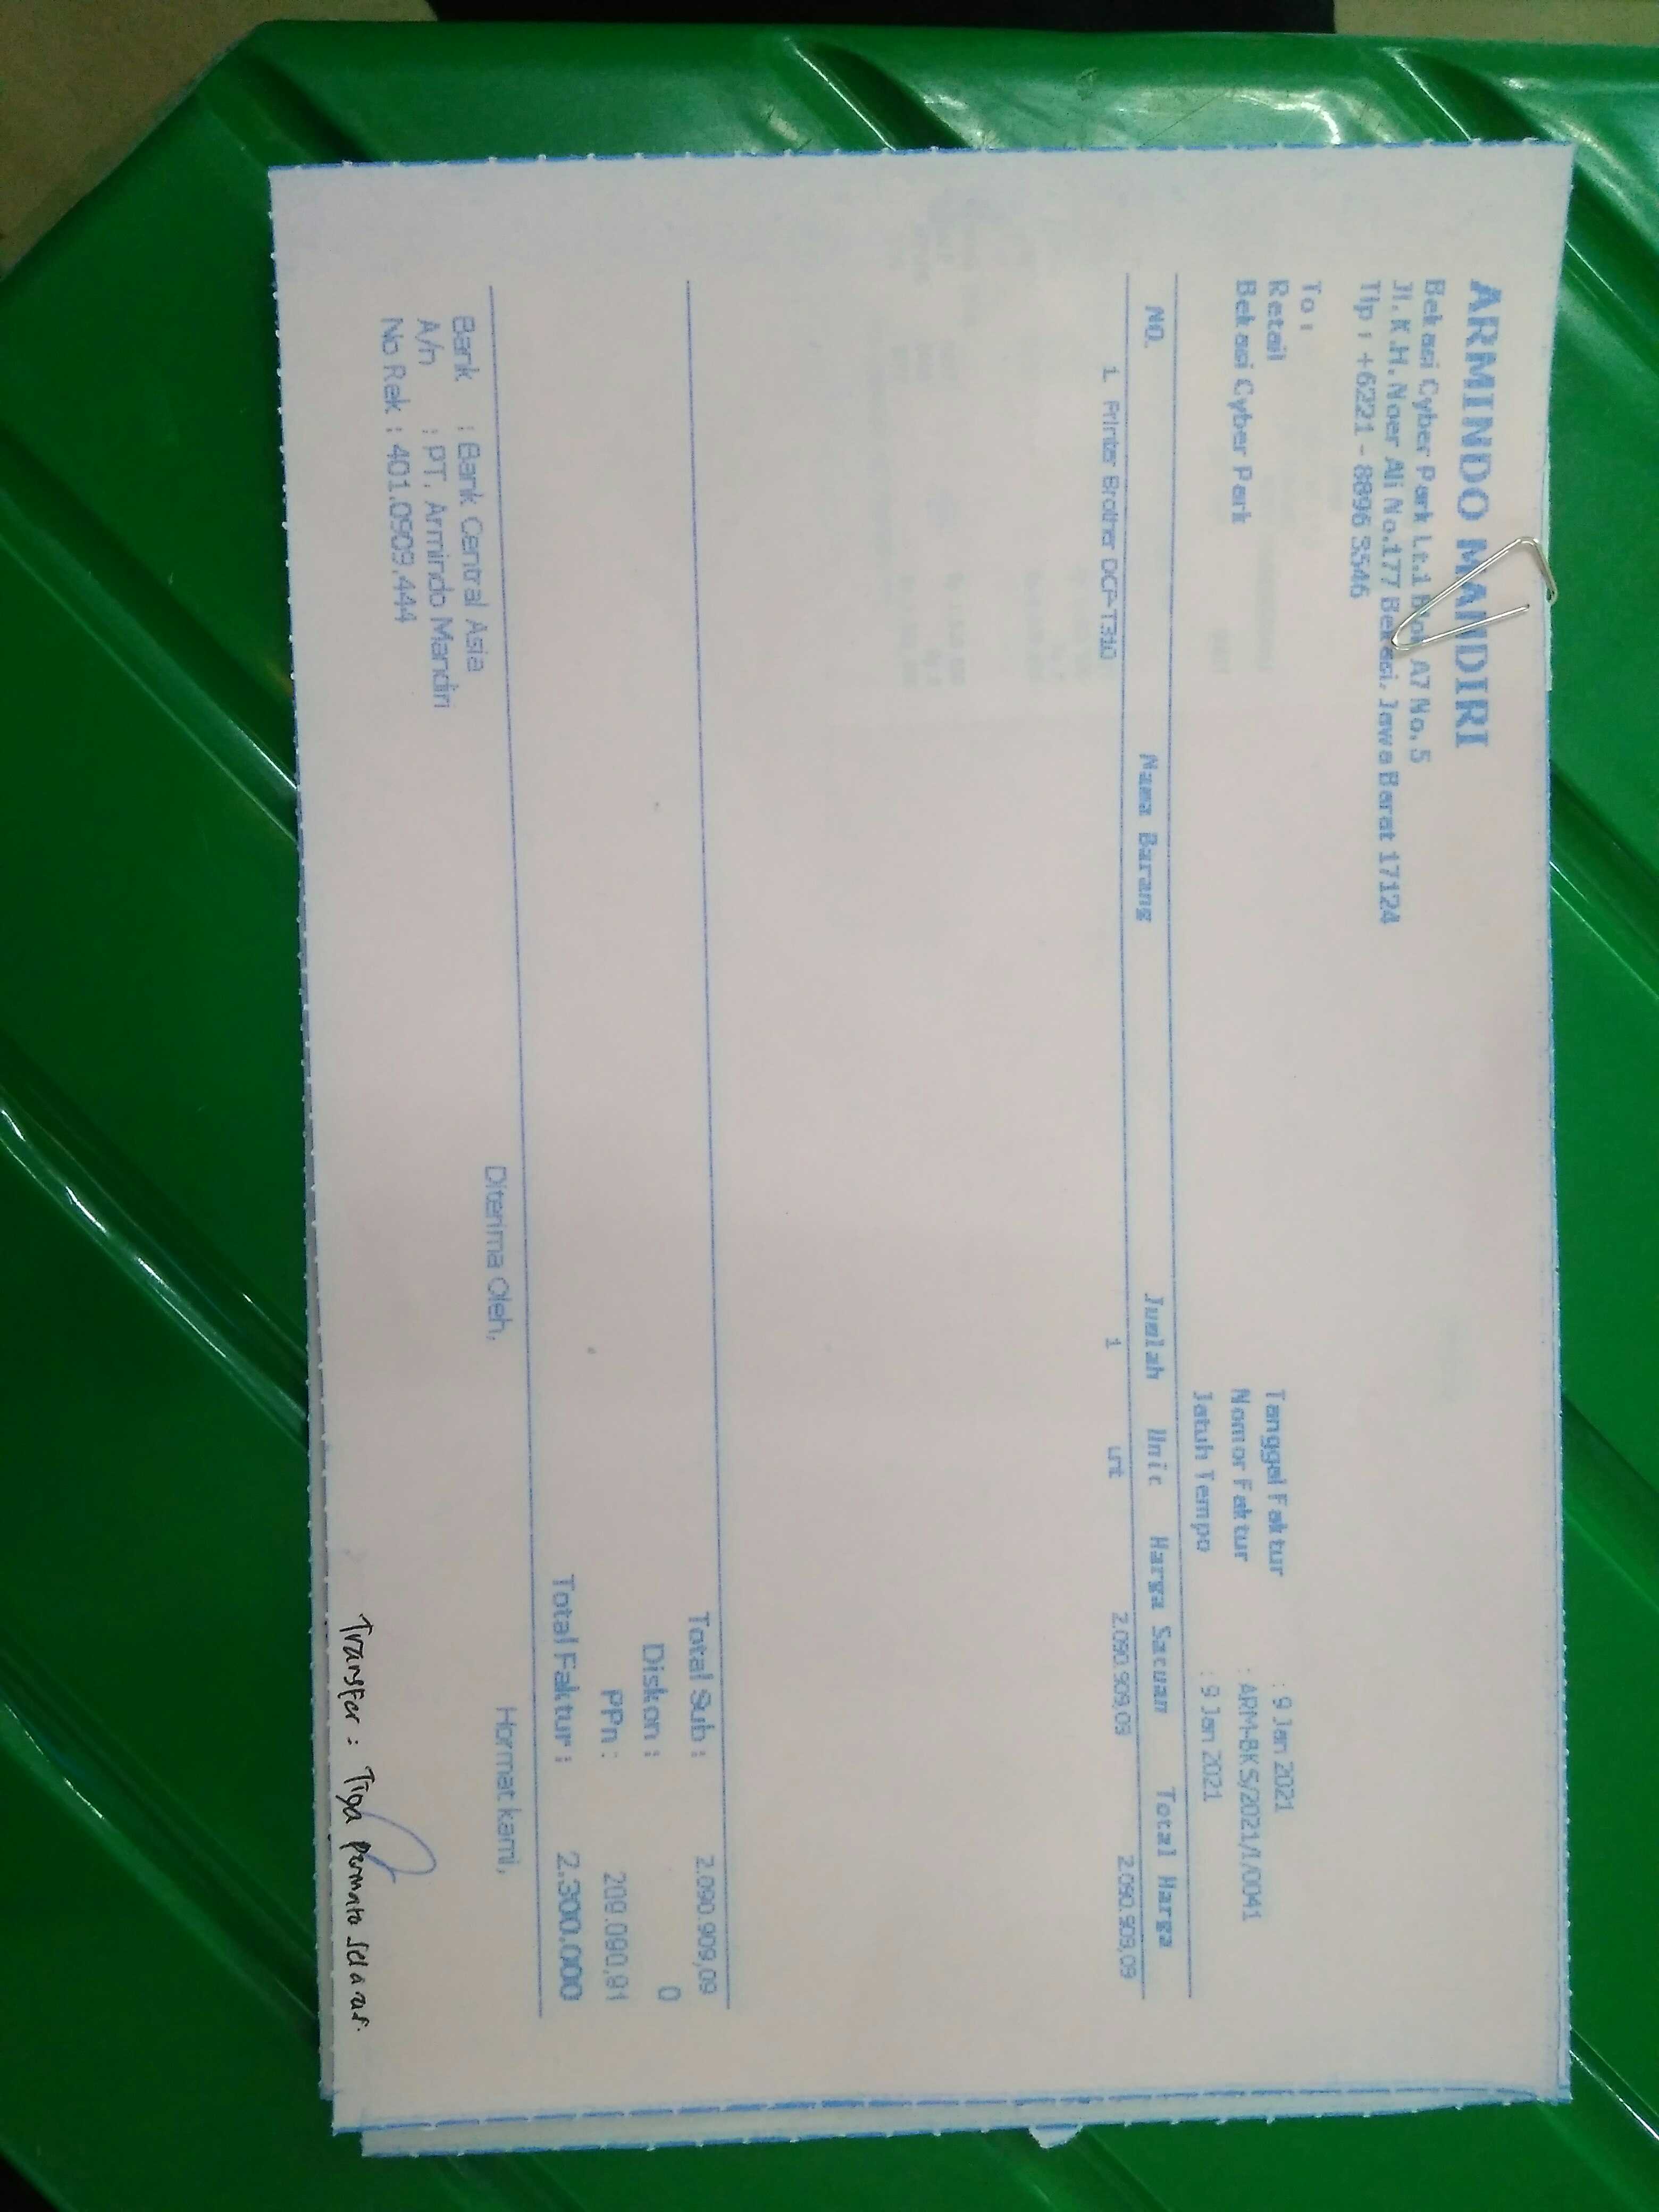 ARMINDO MANDIRI
Bekasi Cyber Park Lt.1 Blok A7 No.5
Jl. K.H. Noer Ali No.177 Bekasi, Jawa Barat 17124
Tlp : +6221 - 8896 3546
To :
Retail
Bekasi Cyber Park
Tanggal Faktur : 9 Jan 2021
Nomor Faktur : ARM-BKS/2021/1/0041
Jatuh Tempo : 9 Jan 2021
NO. Nama Barang Jumlah Unit Harga Satuan Total Harga
1 Printer Brother DCP-T310 1 unit 2.090.909,09 2.090.909,09
Total Sub : 2.090.909,09
Diskon : 0
PPn : 209.090,91
Total Faktur : 2.300.000
Bank : Bank Central Asia
A/n : PT. Armindo Mandiri
No Rek : 401.0909.444
Diterima Oleh,
Hormat kami,
Transfer : Tiga permata selaras.